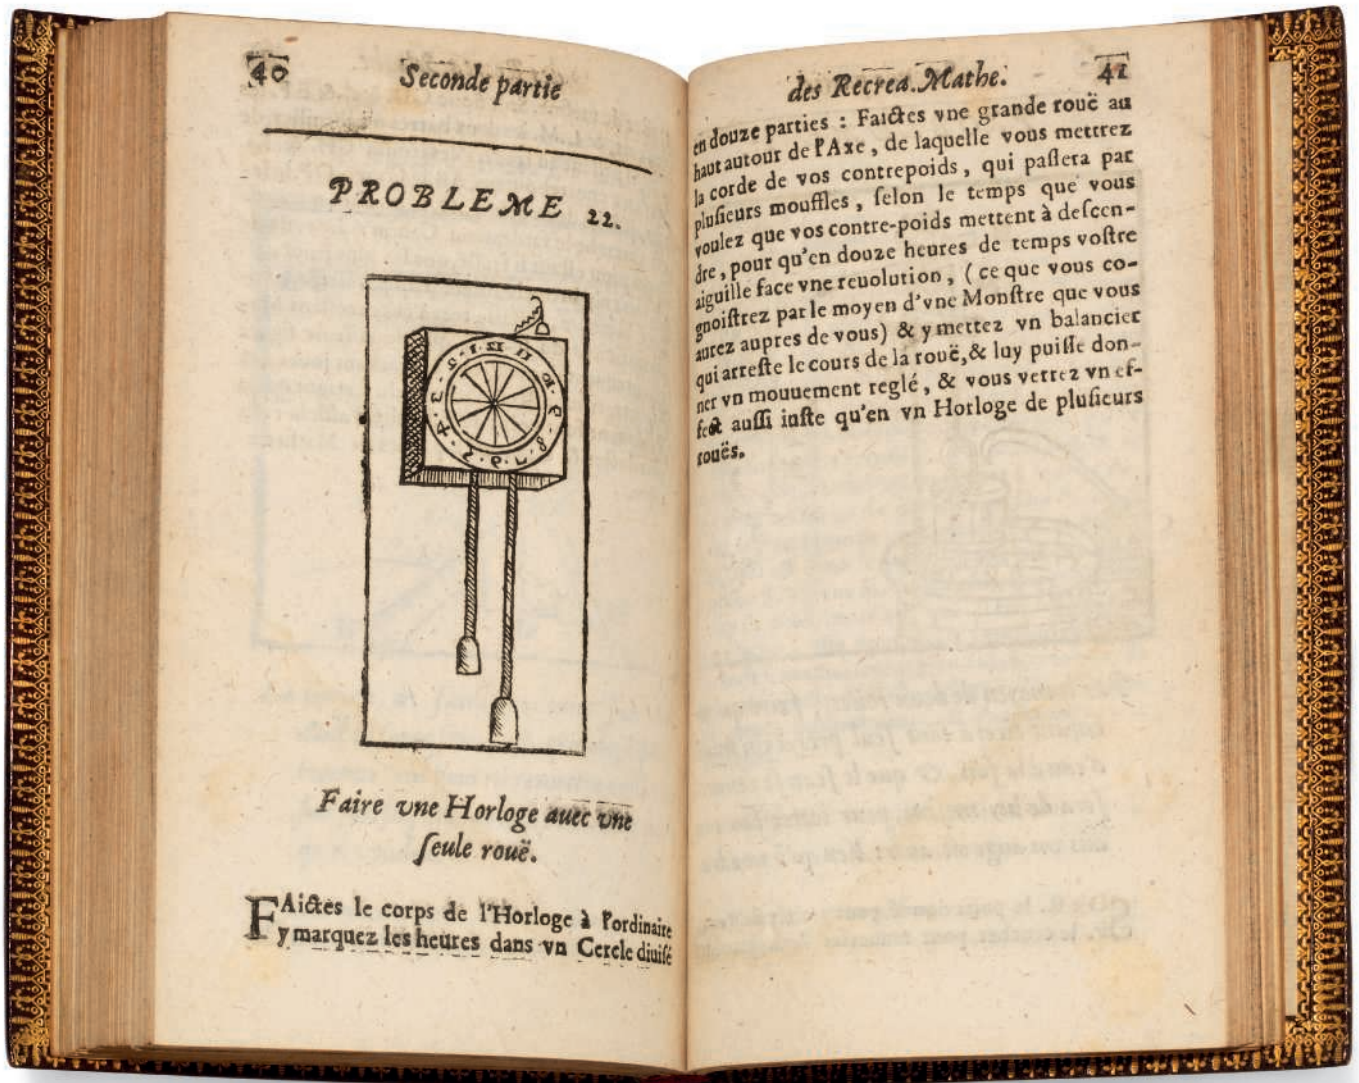 40
Seconde partie
PROBLEME 22.
Faire vne Horloge auec vne
ſeule rouë.
FAictes le corps de l'Horloge à l'ordinaire
y marquez les heures dans vn Cercle diuiſé
des Recrea. Mathe.
41
en douze parties : Faictes vne grande rouë au
haut autour de l'Axe, de laquelle vous mettrez
la corde de vos contrepoids, qui paſſera par
pluſieurs mouffles, ſelon le temps que vous
voulez que vos contre-poids mettent à deſcen-
dre, pour qu'en douze heures de temps voſtre
aiguille face vne reuolution, (ce que vous co-
gnoiſtrez par le moyen d'vne Monſtre que vous
aurez aupres de vous) & y mettez vn balancier
qui arreſte le cours de la rouë,& luy puiſſe don-
ner vn mouuement reglé, & vous verrez vn ef-
fect auſſi iuſte qu'en vn Horloge de pluſieurs
rouës.